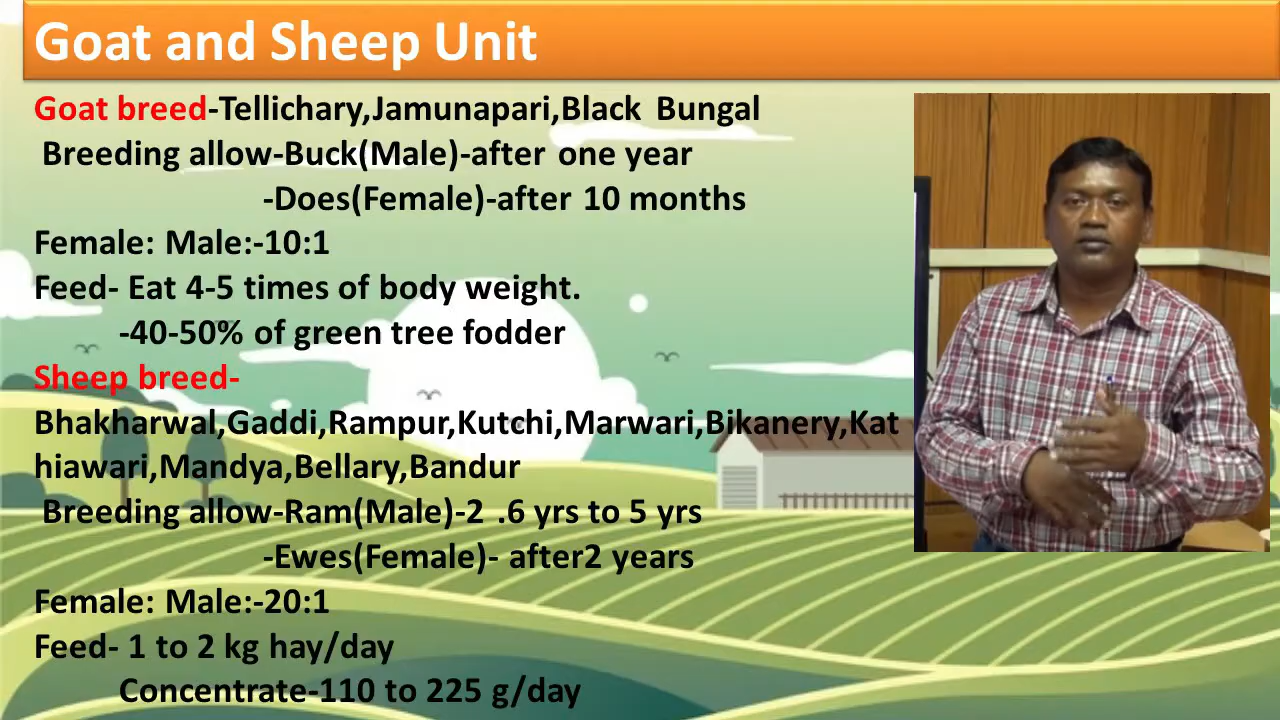 Goat and Sheep Unit
Goat breed-Tellichary,Jamunapari,Black Bungal
Breeding allow-Buck(Male)-after one year
-Does(Female)-after 10 months
Female: Male:-10:1
Feed- Eat 4-5 times of body weight.
-40-50% of green tree fodder
Sheep breed-
Bhakharwal,Gaddi,Rampur,Kutchi,Marwari,Bikanery,Kat
hiawari,Mandya,Bellary,Bandur
Breeding allow-Ram(Male)-2 .6 yrs to 5 yrs
-Ewes(Female)- after2 years
Female: Male:-20:1
Feed- 1 to 2 kg hay/day
Concentrate-110 to 225 g/day